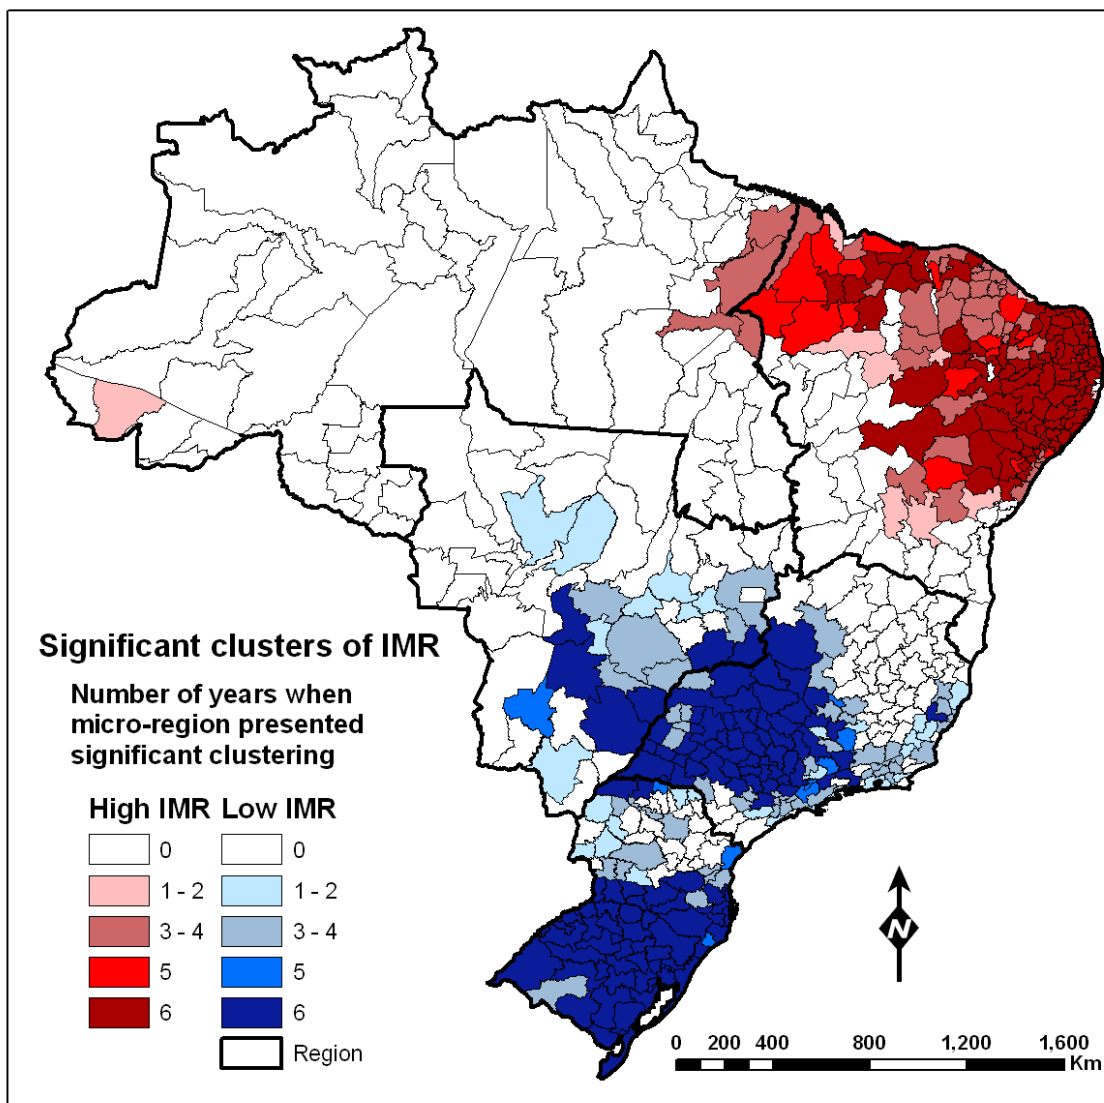 Significant clusters of IMR
Number of years when
micro-region presented
significant clustering
High IMR Low IMR
0 0
1 - 2 1 - 2
3 - 4 3 - 4
5 5
6 6
Region
N
0 200 400 800 1,200 1,600
Km